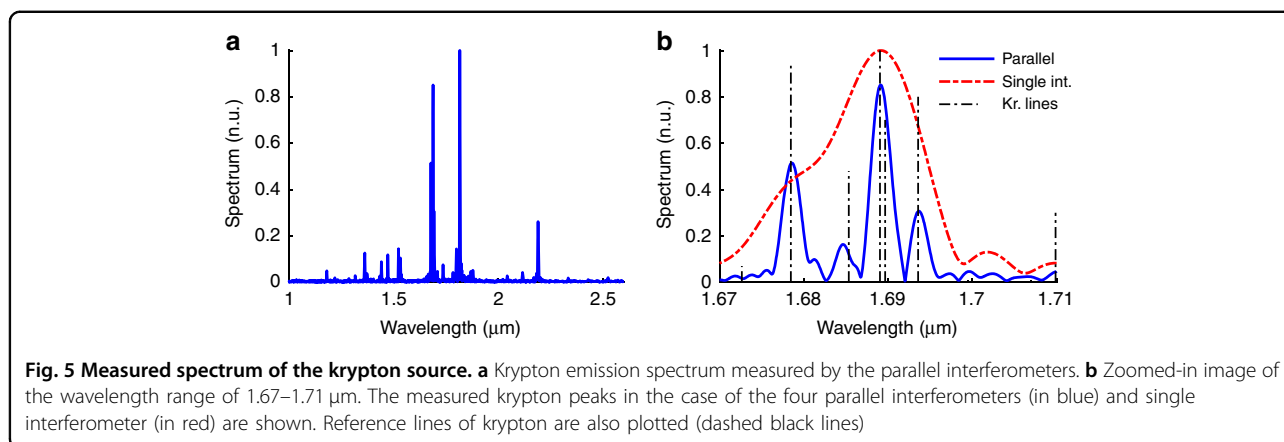 a
b
1
0.8
0.6
0.4
0.2
0
Spectrum (n.u.)
1
1.5
2
2.5
Wavelength (μm)
1
0.8
0.6
0.4
0.2
0
Spectrum (n.u.)
1.67
1.68
1.69
1.7
1.71
Wavelength (μm)
Parallel
Single int.
Kr. lines
Fig. 5 Measured spectrum of the krypton source. a Krypton emission spectrum measured by the parallel interferometers. b Zoomed-in image of
the wavelength range of 1.67–1.71 μm. The measured krypton peaks in the case of the four parallel interferometers (in blue) and single
interferometer (in red) are shown. Reference lines of krypton are also plotted (dashed black lines)